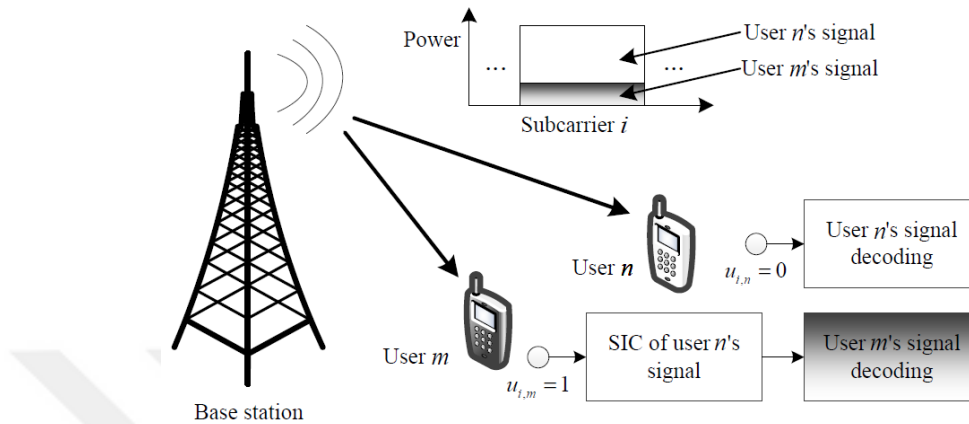 Power
User n's signal
User m's signal
...
...
Subcarrier i
User n
u_{i,n} = 0
User n's signal
decoding
User m
u_{i,m} = 1
SIC of user n's
signal
User m's signal
decoding
Base station